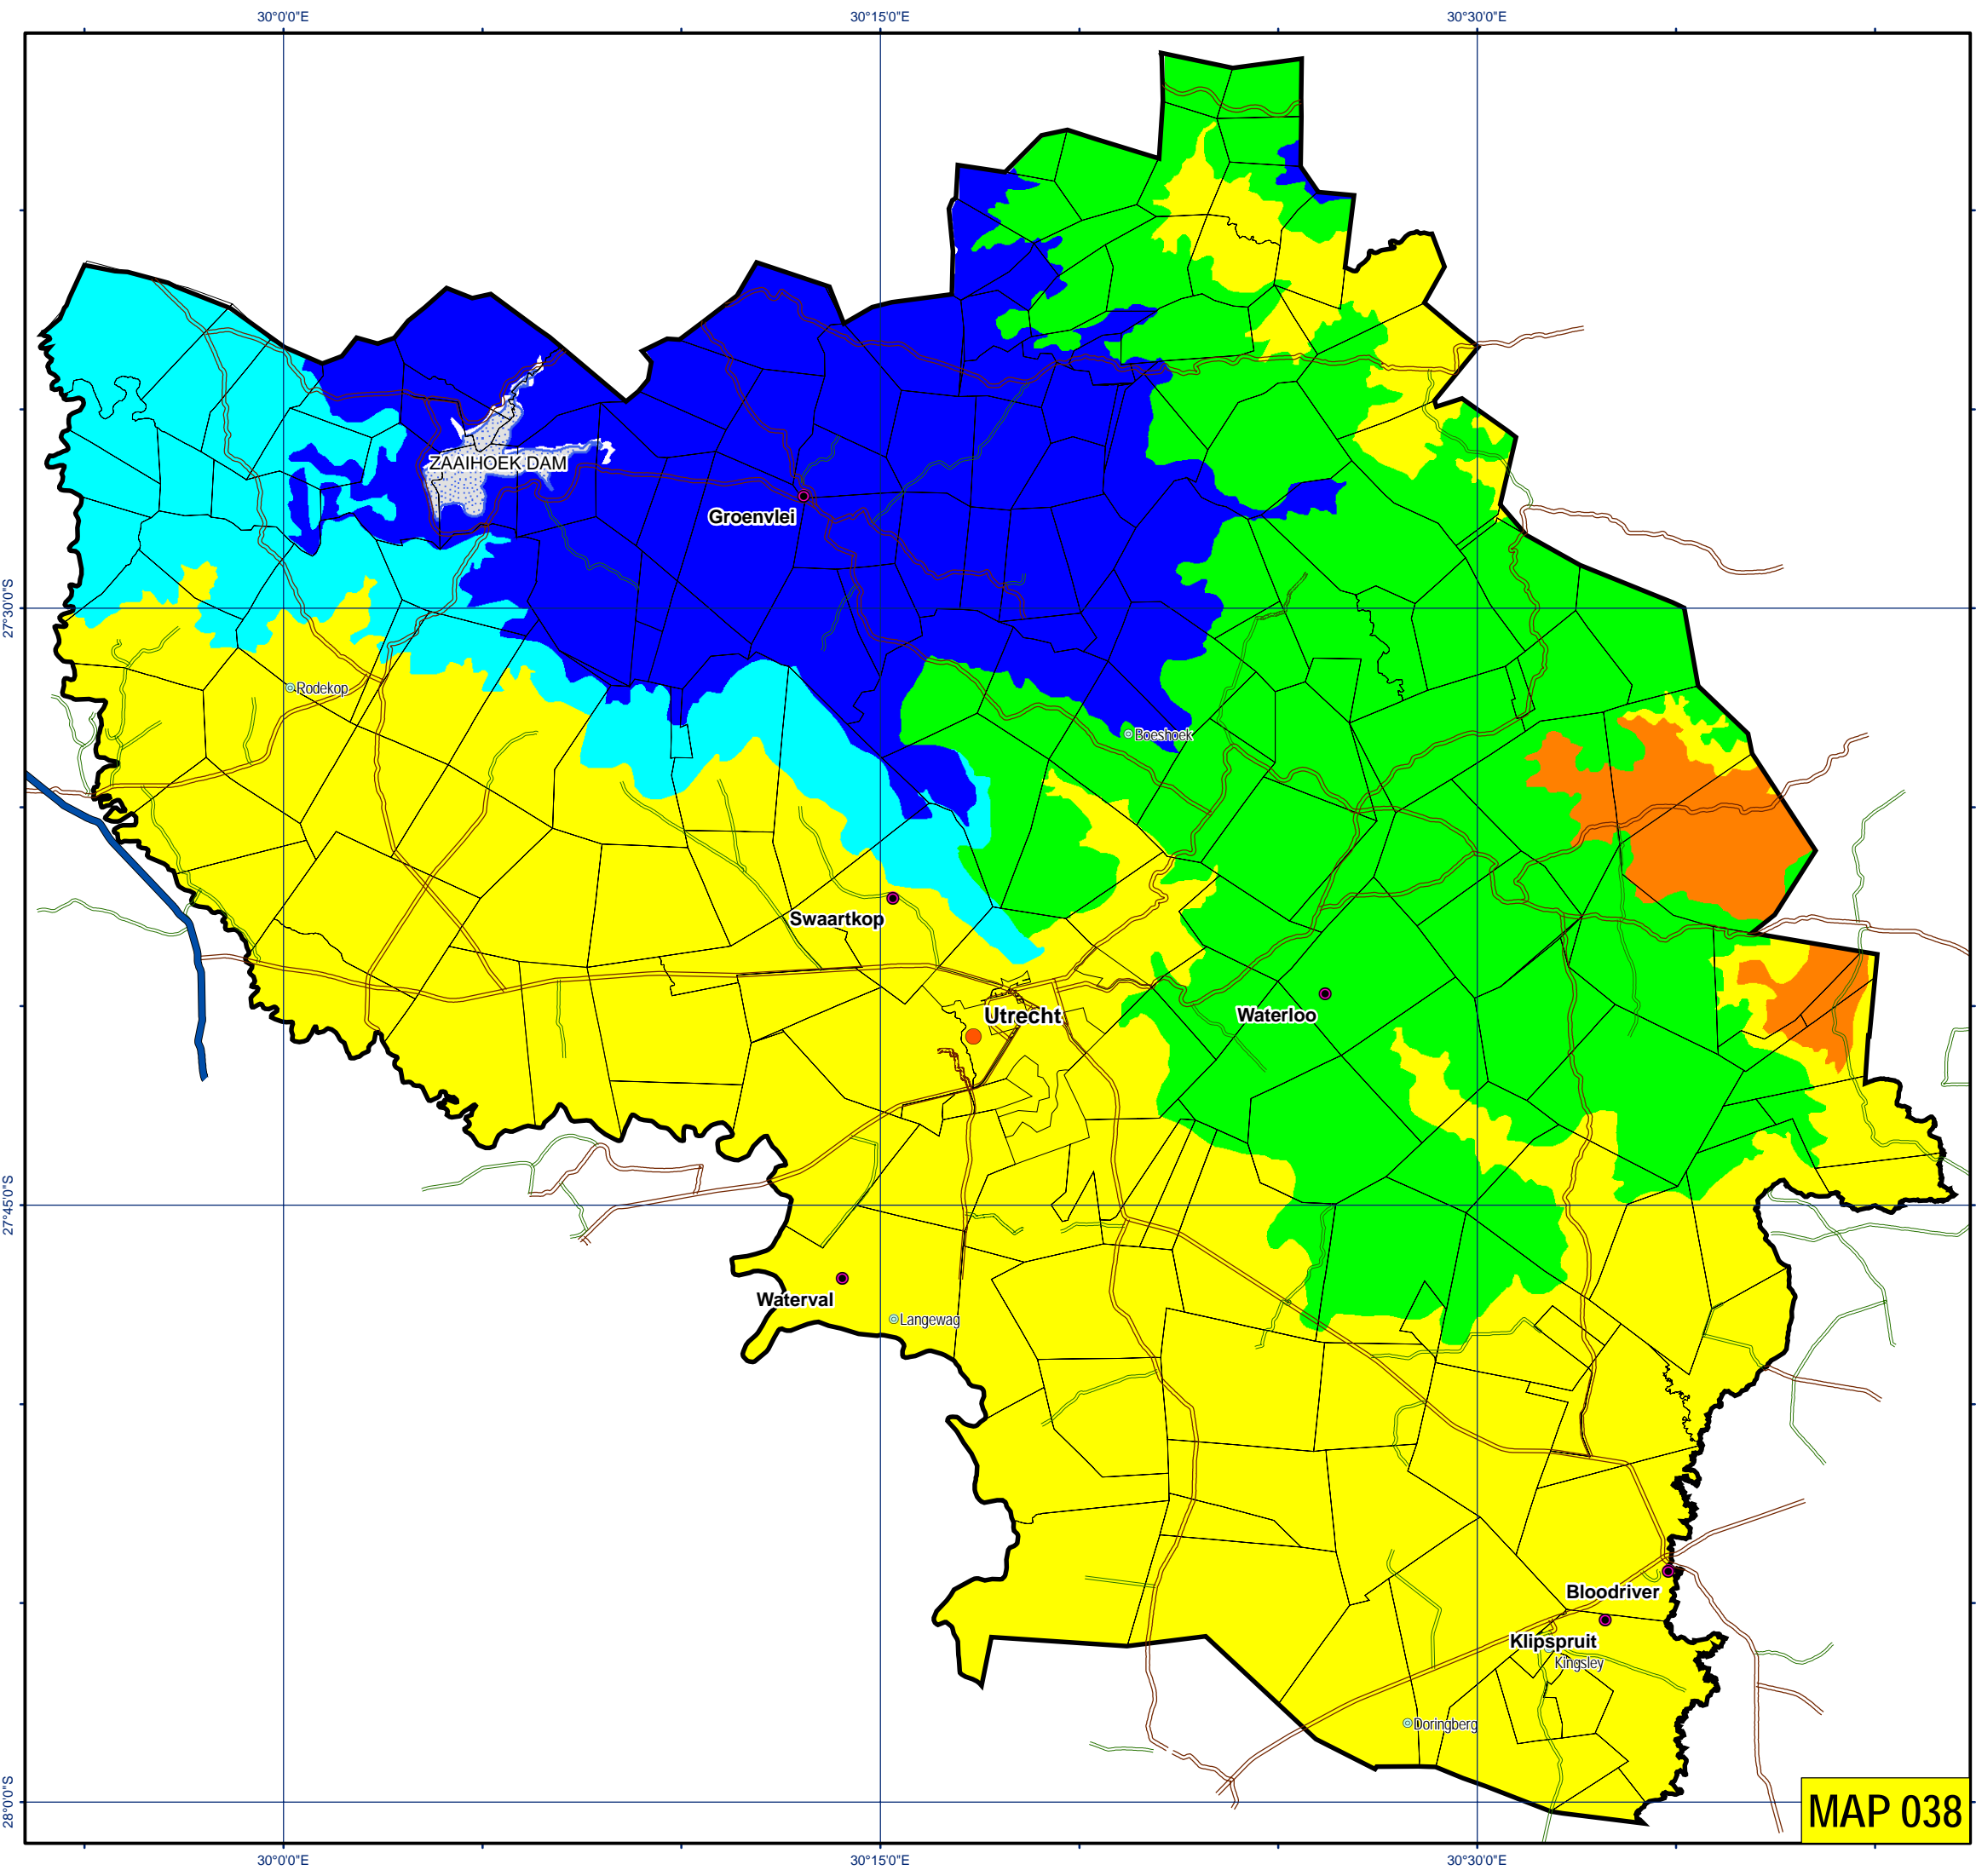 30°0'0"E
30°15'0"E
30°30'0"E
ZAAIHOEK DAM
Groenvlei
27°30'0"S
Rodekop
Boeshoek
Swaartkop
Utrecht
Waterloo
27°45'0"S
Waterval
Langewag
Bloodriver
Klipspruit
Kingsley
Doringberg
28°0'0"S
MAP 038
30°0'0"E
30°15'0"E
30°30'0"E